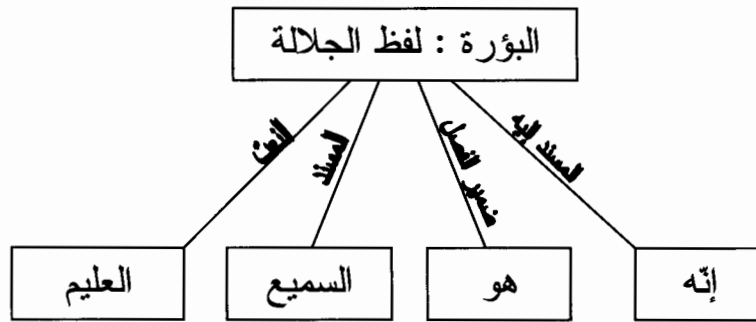 البؤرة : لفظ الجلالة
المسند إليه
ضمير الفصل
المسند
النعت
إنّه
هو
السميع
العليم